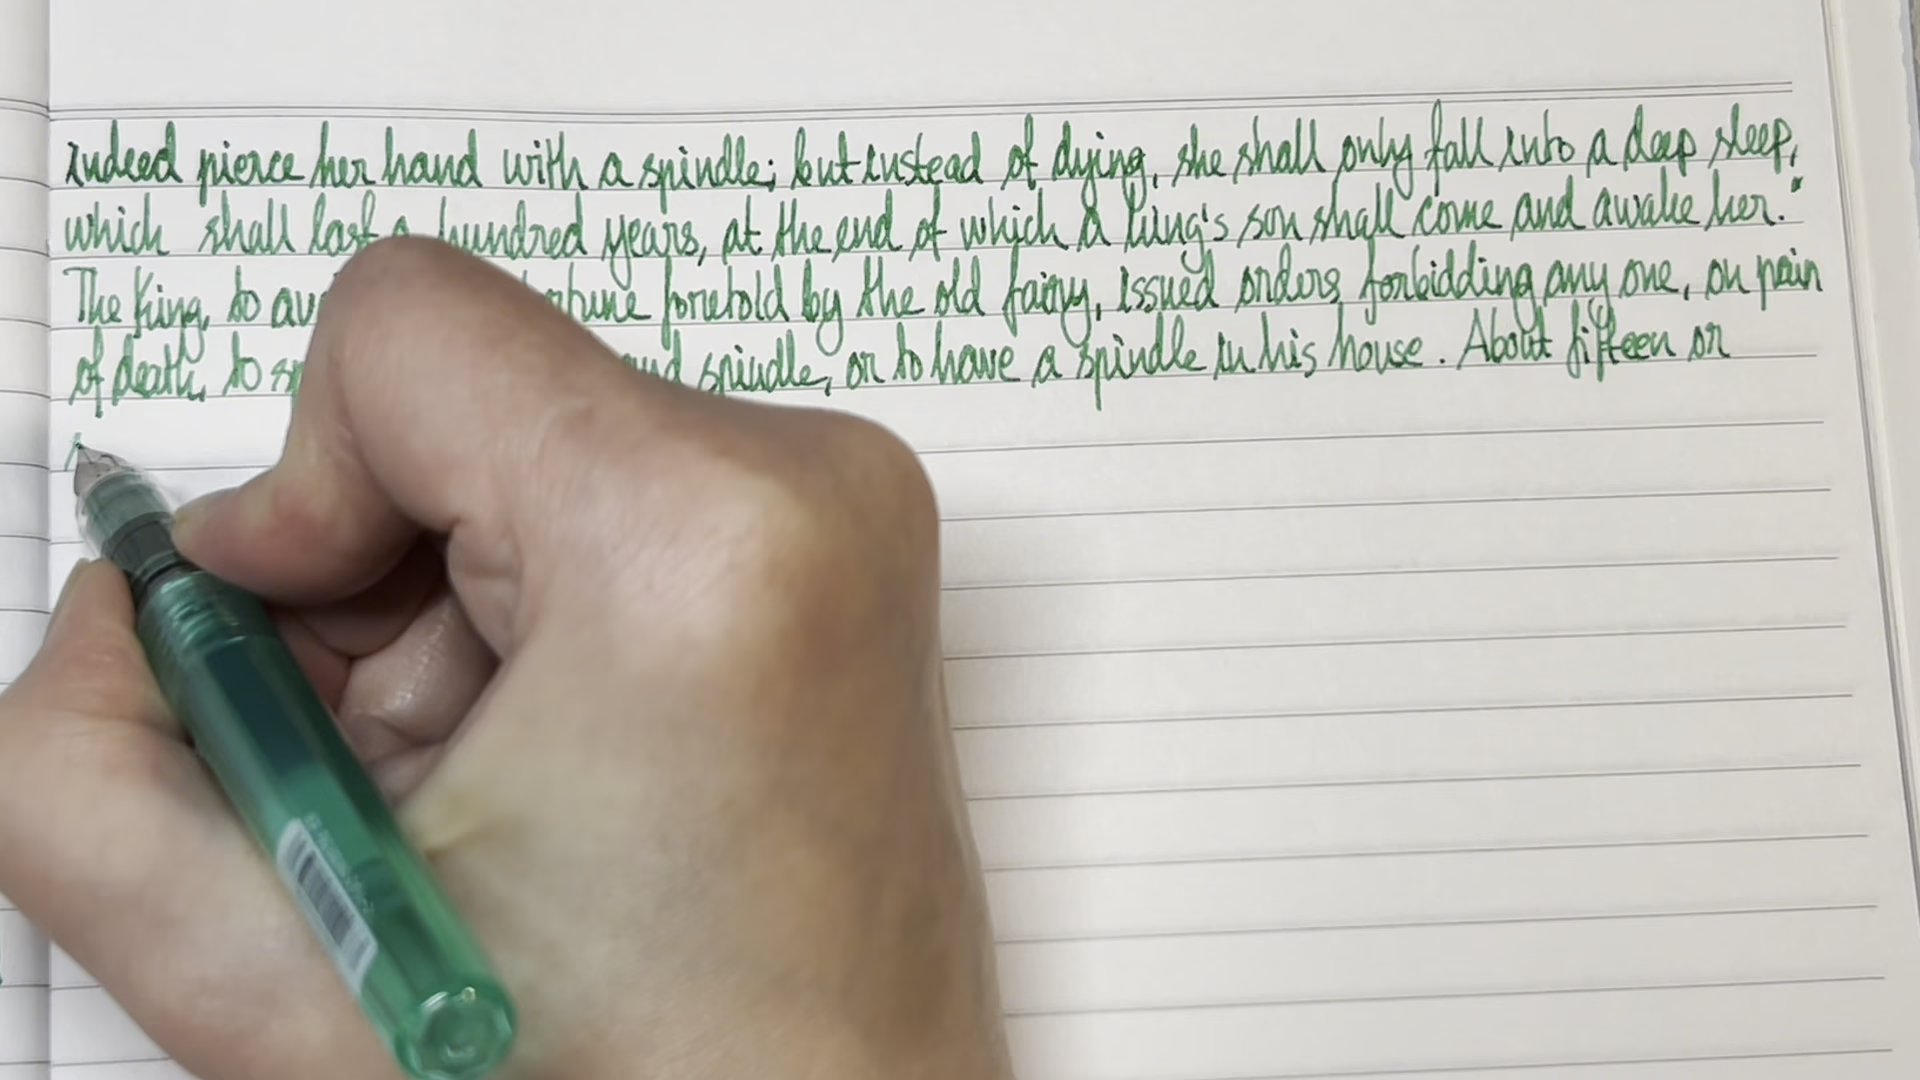 indeed pierce her hand with a spindle; but instead of dying, she shall only fall into a deep sleep,
which shall last a hundred years, at the end of which a king's son shall come and awake her."
The King, to foretold by the old fairy, issued orders forbidding any one, on pain
of death, to spindle, or to have a spindle in his house. About fifteen or